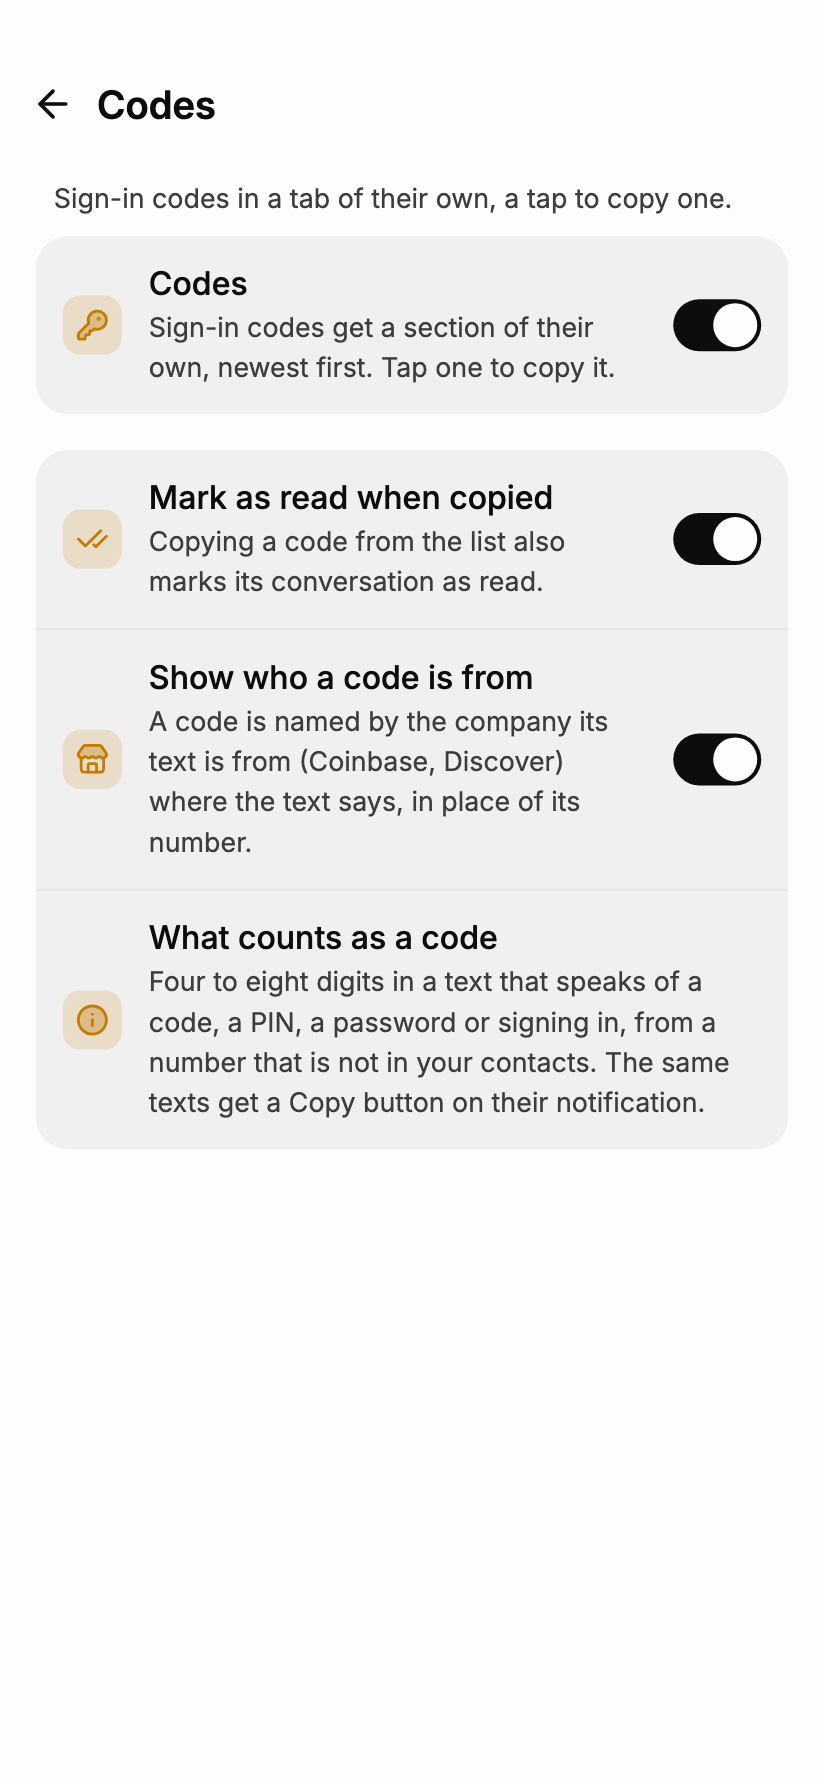 Codes
Sign-in codes in a tab of their own, a tap to copy one.
Codes
Sign-in codes get a section of their
own, newest first. Tap one to copy it.
Mark as read when copied
Copying a code from the list also
marks its conversation as read.
Show who a code is from
A code is named by the company its
text is from (Coinbase, Discover)
where the text says, in place of its
number.
What counts as a code
Four to eight digits in a text that speaks of a
code, a PIN, a password or signing in, from a
number that is not in your contacts. The same
texts get a Copy button on their notification.